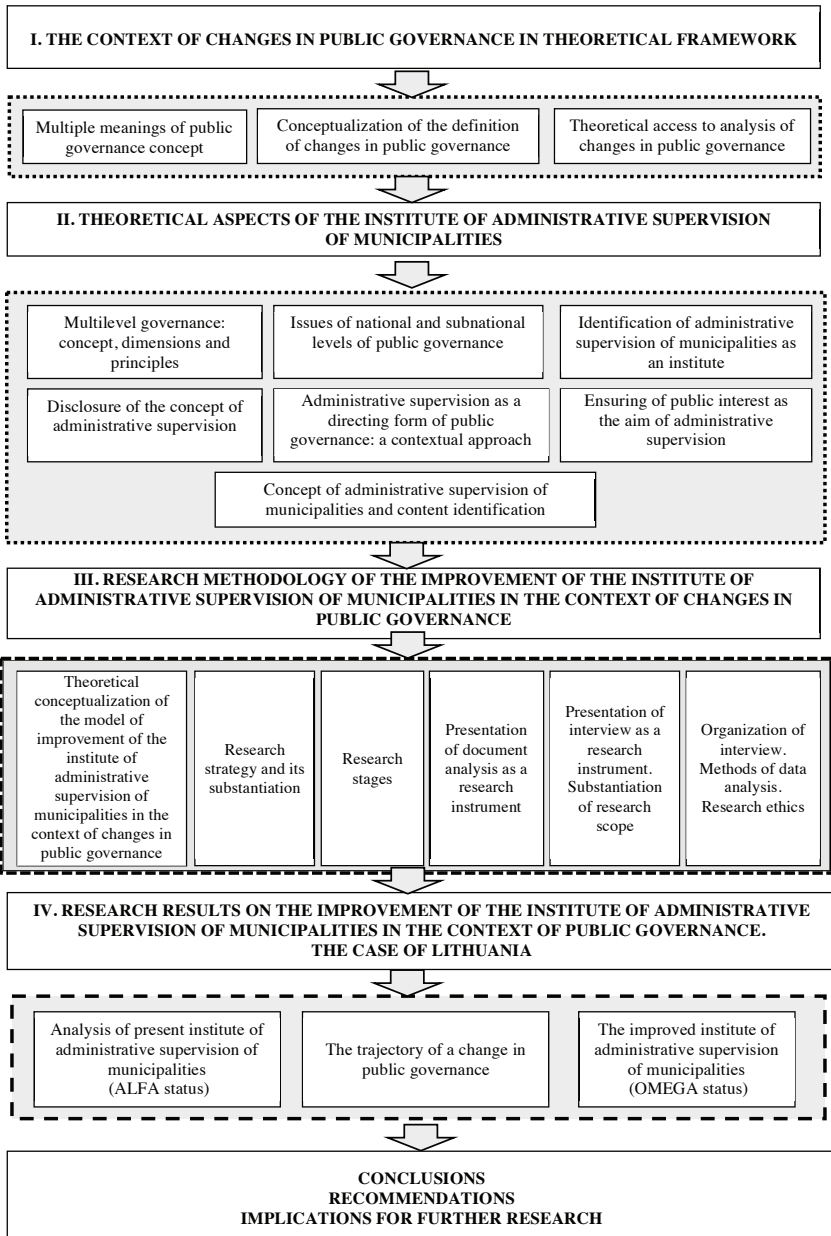 I. THE CONTEXT OF CHANGES IN PUBLIC GOVERNANCE IN THEORETICAL FRAMEWORK
Multiple meanings of public
governance concept
Conceptualization of the definition
of changes in public governance
Theoretical access to analysis of
changes in public governance
II. THEORETICAL ASPECTS OF THE INSTITUTE OF ADMINISTRATIVE SUPERVISION
OF MUNICIPALITIES
Multilevel governance:
concept, dimensions and
principles
Issues of national and subnational
levels of public governance
Identification of administrative
supervision of municipalities as
an institute
Disclosure of the concept of
administrative supervision
Administrative supervision as a
directing form of public
governance: a contextual approach
Ensuring of public interest as
the aim of administrative
supervision
Concept of administrative supervision of
municipalities and content identification
III. RESEARCH METHODOLOGY OF THE IMPROVEMENT OF THE INSTITUTE OF
ADMINISTRATIVE SUPERVISION OF MUNICIPALITIES IN THE CONTEXT OF CHANGES IN
PUBLIC GOVERNANCE
Theoretical
conceptualization of
the model of
improvement of the
institute of
administrative
supervision of
municipalities in the
context of changes in
public governance
Research
strategy and its
substantiation
Research
stages
Presentation
of document
analysis as a
research
instrument
Presentation of
interview as a
research
instrument.
Substantiation
of research
scope
Organization of
interview.
Methods of data
analysis.
Research ethics
IV. RESEARCH RESULTS ON THE IMPROVEMENT OF THE INSTITUTE OF ADMINISTRATIVE
SUPERVISION OF MUNICIPALITIES IN THE CONTEXT OF PUBLIC GOVERNANCE.
THE CASE OF LITHUANIA
Analysis of present institute of
administrative supervision of
municipalities
(ALFA status)
The trajectory of a change in
public governance
The improved institute of
administrative supervision
of municipalities
(OMEGA status)
CONCLUSIONS
RECOMMENDATIONS
IMPLICATIONS FOR FURTHER RESEARCH